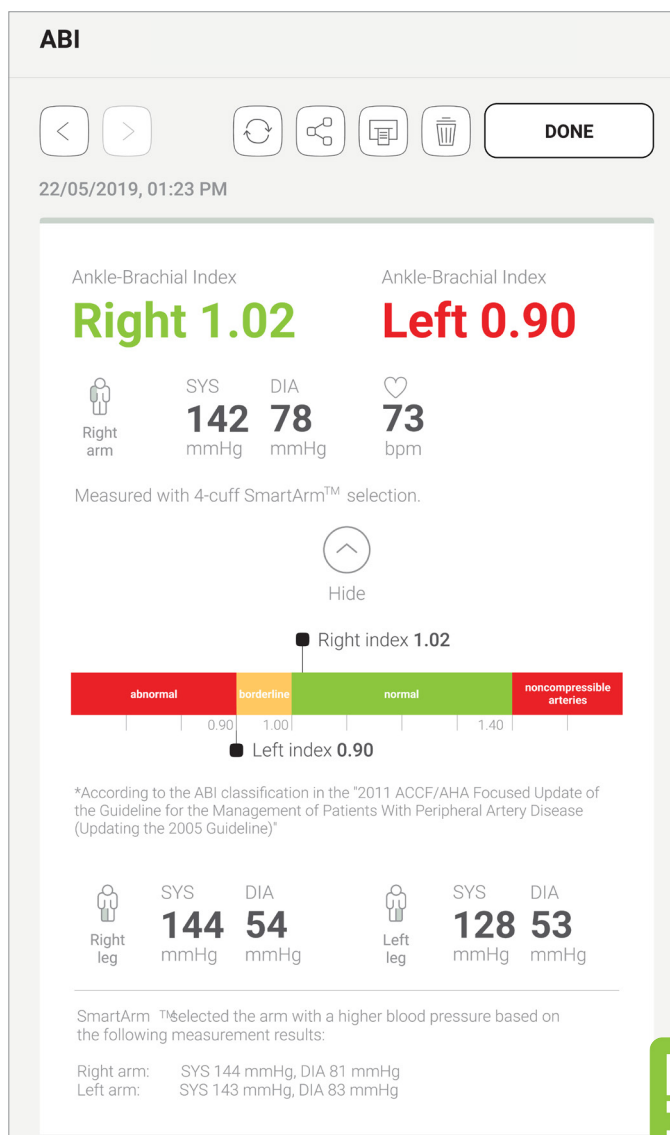 ABI
DONE
22/05/2019, 01:23 PM
Ankle-Brachial Index
Right 1.02
Ankle-Brachial Index
Left 0.90
Right
arm
SYS
142
mmHg
DIA
78
mmHg
73
bpm
Measured with 4-cuff SmartArm™ selection.
Hide
Right index 1.02
abnormal
borderline
normal
noncompressible
arteries
0.90
1.00
1.40
Left index 0.90
*According to the ABI classification in the "2011 ACCF/AHA Focused Update of
the Guideline for the Management of Patients With Peripheral Artery Disease
(Updating the 2005 Guideline)"
Right
leg
SYS
144
mmHg
DIA
54
mmHg
Left
leg
SYS
128
mmHg
DIA
53
mmHg
SmartArm ™selected the arm with a higher blood pressure based on
the following measurement results:
Right arm: SYS 144 mmHg, DIA 81 mmHg
Left arm: SYS 143 mmHg, DIA 83 mmHg